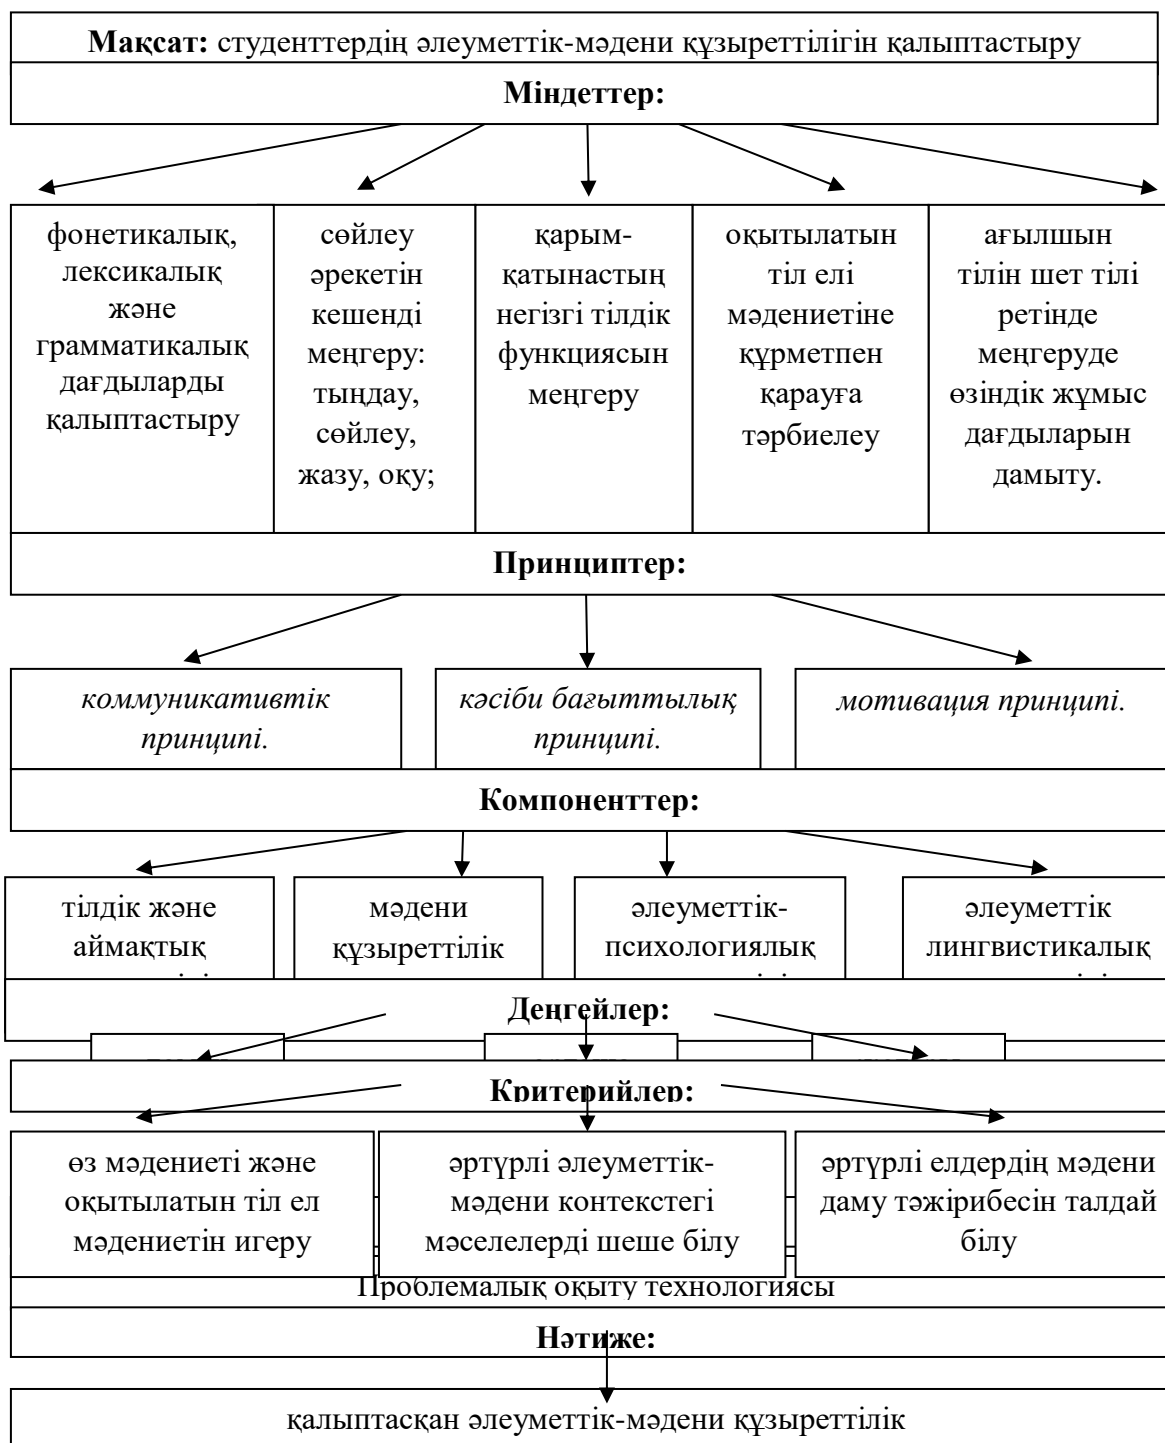 Мақсат: студенттердің әлеуметтік-мәдени құзыреттілігін қалыптастыру
Міндеттер:
фонетикалық,
лексикалық
және
грамматикалық
дағдыларды
қалыптастыру
сөйлеу
әрекетін
кешенді
меңгеру:
тыңдау,
сөйлеу,
жазу, оқу;
қарым-
қатынастың
негізгі тілдік
функциясын
меңгеру
оқытылатын
тіл елі
мәдениетіне
құрметпен
қарауға
тәрбиелеу
ағылшын
тілін шет тілі
ретінде
меңгеруде
өзіндік жұмыс
дағдыларын
дамыту.
Принциптер:
коммуникативтік
принципі.
кәсіби бағыттылық
принципі.
мотивация принципі.
Компоненттер:
тілдік және
аймақтық
мәдени
құзыреттілік
әлеуметтік-
психологиялық
әлеуметтік
лингвистикалық
Деңгейлер:
Критерийлер:
өз мәдениеті және
оқытылатын тіл ел
мәдениетін игеру
әртүрлі әлеуметтік-
мәдени контекстегі
мәселелерді шеше білу
әртүрлі елдердің мәдени
даму тәжірибесін талдай
білу
Проблемалық оқыту технологиясы
Нәтиже:
қалыптасқан әлеуметтік-мәдени құзыреттілік